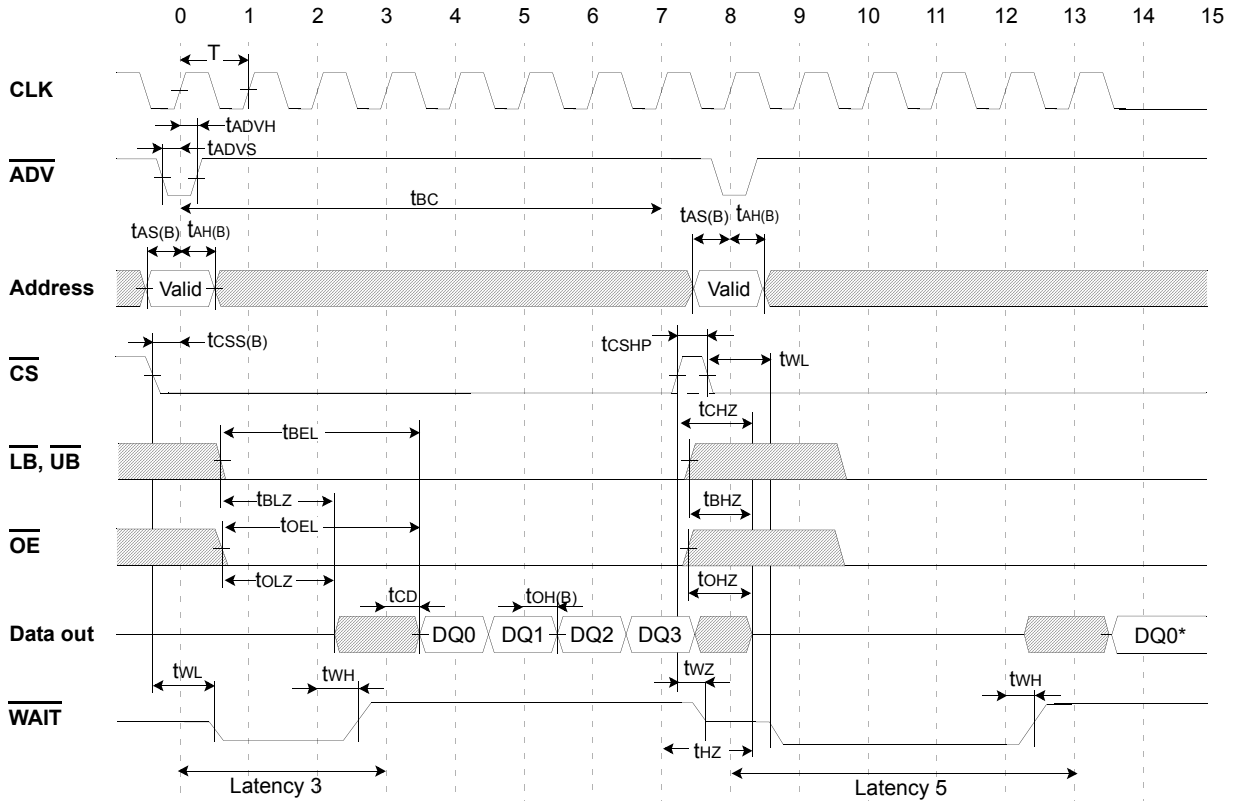 0 1 2 3 4 5 6 7 8 9 10 11 12 13 14 15
T
CLK
tADVH
tADVS
ADV
tBC
tAS(B) tAH(B) tAS(B) tAH(B)
Address Valid Valid
tCSS(B) tCSHP tWL
CS
tCHZ
tBEL
LB, UB
tBLZ tBHZ
tOEL
OE
tOLZ tOHZ
tCD tOH(B)
Data out DQ0 DQ1 DQ2 DQ3 DQ0*
tWL tWH tWZ tWH
WAIT
tHZ
Latency 3 Latency 5